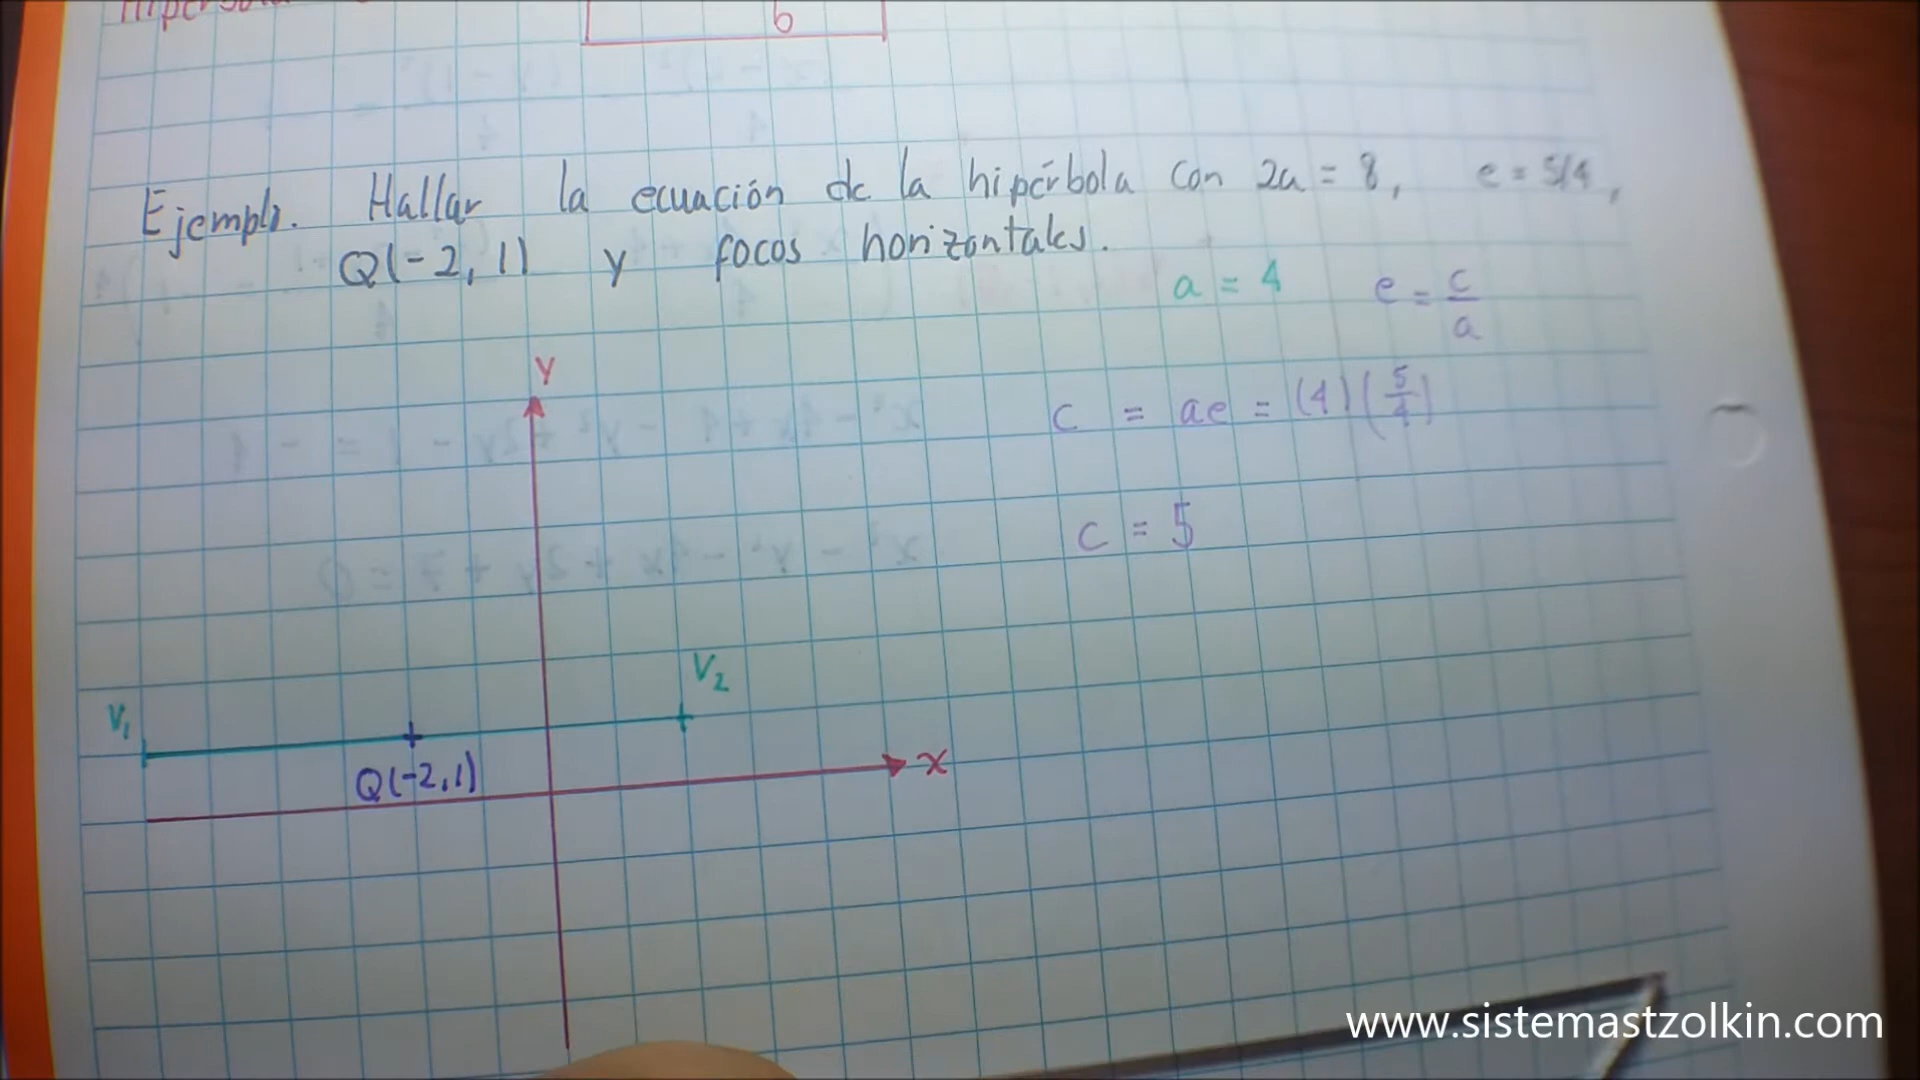 b
Ejemplo. Hallar la ecuación de la hipérbola con 2a = 8, e = 5/4,
Q(-2,1) y focos horizontales.
a = 4 e = c/a
c = ae = (4)(5/4)
c = 5
Y
V₂
V₁
Q(-2,1)
X
www.sistemastzolkin.com